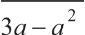 3a − a²